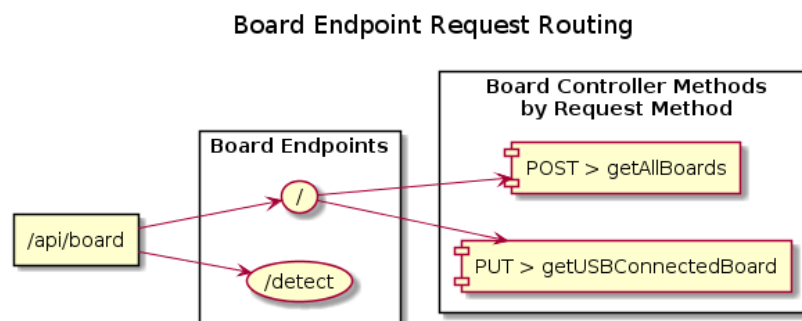 Board Endpoint Request Routing
Board Controller Methods
by Request Method
Board Endpoints
POST > getAllBoards
/
/api/board
/detect
PUT > getUSBConnectedBoard